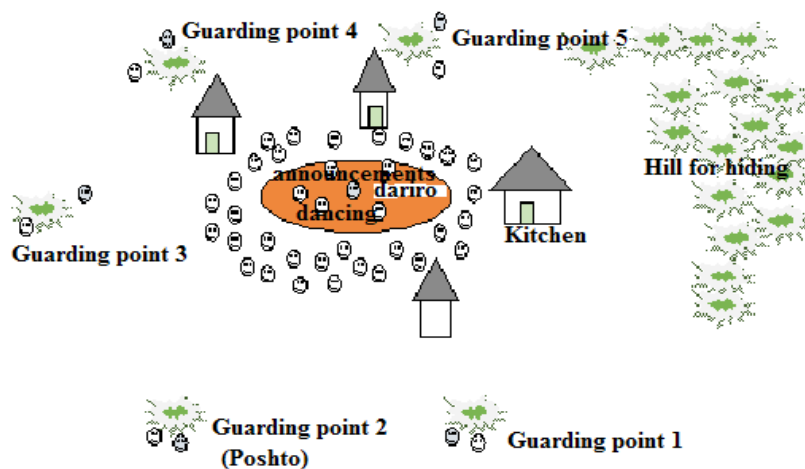 Guarding point 4
Guarding point 5
Hill for hiding
announcements
dariro
dancing
Kitchen
Guarding point 3
Guarding point 2
(Poshto)
Guarding point 1